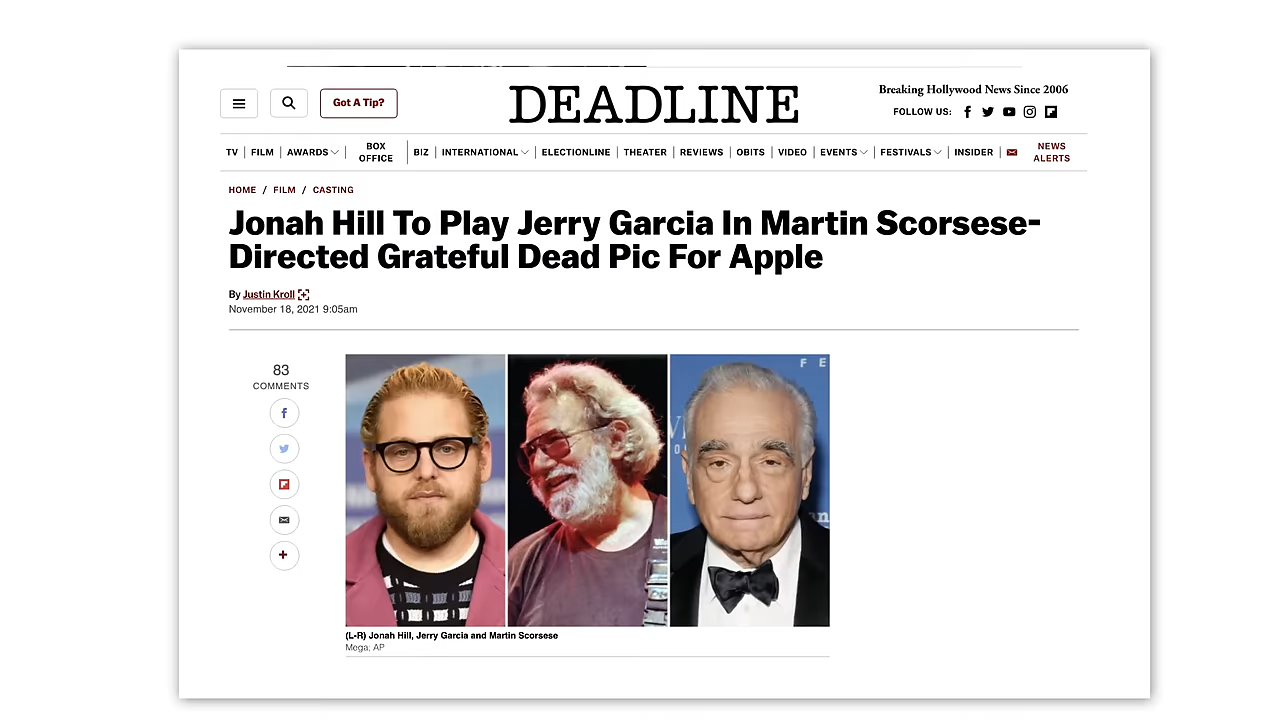 Got A Tip?
DEADLINE
Breaking Hollywood News Since 2006
FOLLOW US:
TV | FILM | AWARDS | BOX OFFICE | BIZ | INTERNATIONAL | ELECTIONLINE | THEATER | REVIEWS | OBITS | VIDEO | EVENTS | FESTIVALS | INSIDER | NEWS ALERTS
HOME / FILM / CASTING
Jonah Hill To Play Jerry Garcia In Martin Scorsese-
Directed Grateful Dead Pic For Apple
By Justin Kroll
November 18, 2021 9:05am
83
COMMENTS
F E
(L-R) Jonah Hill, Jerry Garcia and Martin Scorsese
Mega; AP